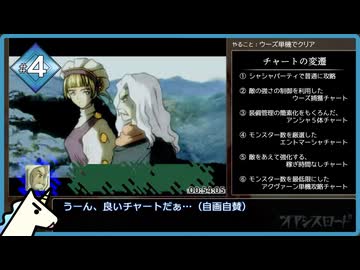 #4
やること：ウーズ単機でクリア
チャートの変遷
① シャシャパーティで普通に攻略
② 敵の強さの制御を利用した
ウーズ捕獲チャート
③ 装備管理の簡素化をもくろんだ、
アンシャラ体チャート
④ モンスター数を厳選した
エントマーシャチャート
⑤ 敵をあえて強化する、
稼ぎ時間なしチャート
⑥ モンスター数を最低限にした
アクヴァーン単機攻略チャート
00:54:05
オアシスロード
うーん、良いチャートだぁ…（自画自賛）